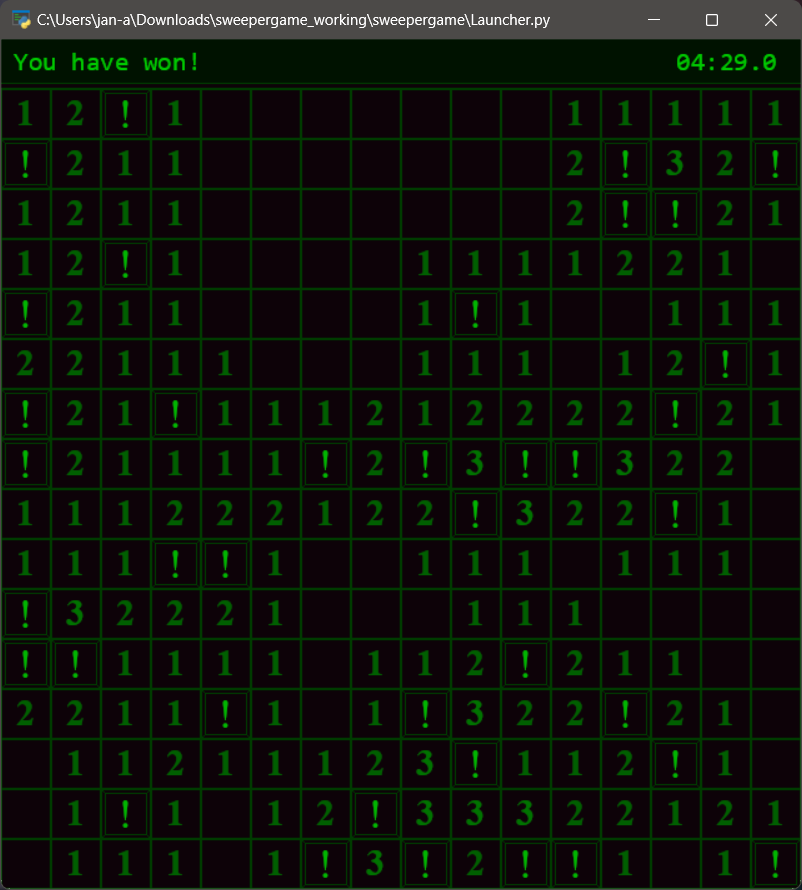 C:\Users\jan-a\Downloads\sweepergame_working\sweepergame\Launcher.py
You have won! 04:29.0
1 2 ! 1 1 1 1 1 1
! 2 1 1 2 ! 3 2 !
1 2 1 1 2 ! ! 2 1
1 2 ! 1 1 1 1 1 2 2 1
! 2 1 1 1 ! 1 1 1 1
2 2 1 1 1 1 1 1 1 2 ! 1
! 2 1 ! 1 1 1 2 1 2 2 2 2 ! 2 1
! 2 1 1 1 1 ! 2 ! 3 ! ! 3 2 2
1 1 1 2 2 2 1 2 2 ! 3 2 2 ! 1
1 1 1 ! ! 1 1 1 1 1 1 1
! 3 2 2 2 1 1 1 1
! ! 1 1 1 1 1 1 2 ! 2 1 1
2 2 1 1 ! 1 1 ! 3 2 2 ! 2 1
1 1 2 1 1 1 2 3 ! 1 1 2 ! 1
1 ! 1 1 2 ! 3 3 3 2 2 1 2 1
1 1 1 1 ! 3 ! 2 ! ! 1 1 !